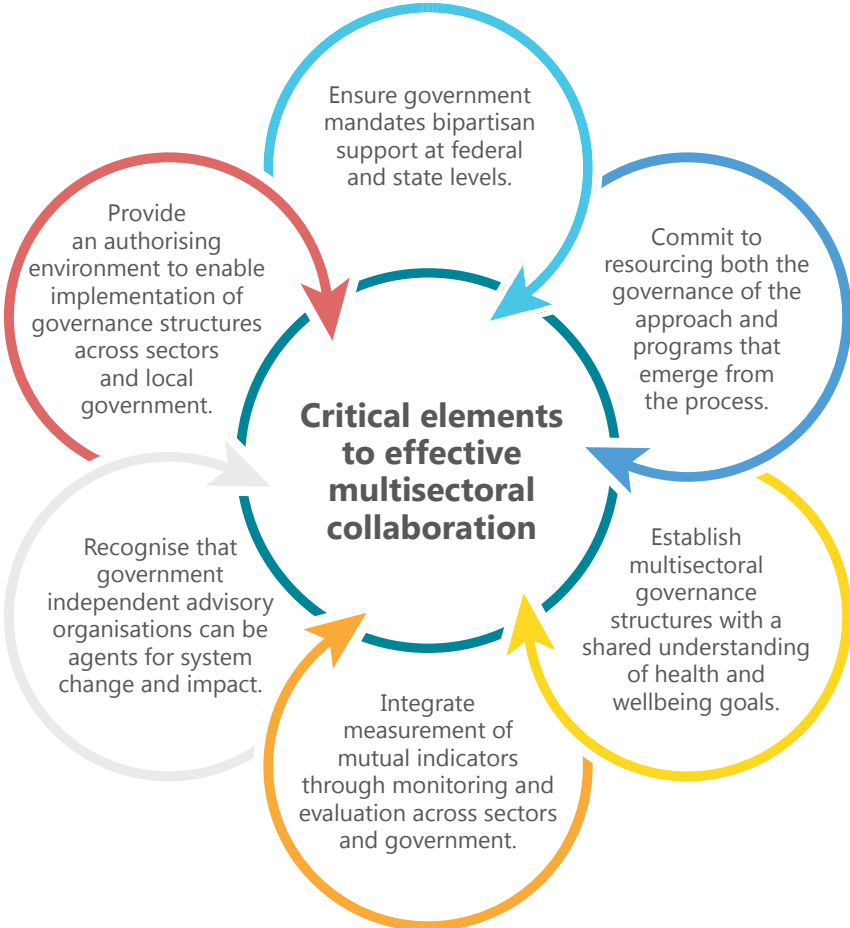 Ensure government
mandates bipartisan
support at federal
and state levels.
Commit to
resourcing both the
governance of the
approach and
programs that
emerge from
the process.
Establish
multisectoral
governance
structures with a
shared understanding
of health and
wellbeing goals.
Integrate
measurement of
mutual indicators
through monitoring and
evaluation across sectors
and government.
Recognise that
government
independent advisory
organisations can be
agents for system
change and impact.
Provide
an authorising
environment to enable
implementation of
governance structures
across sectors
and local
government.
Critical elements
to effective
multisectoral
collaboration